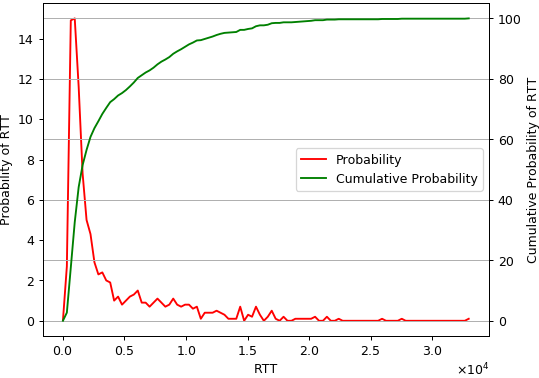 Probability of RTT
14
12
10
8
6
4
2
0
100
80
60
40
20
0
Cumulative Probability of RTT
Probability
Cumulative Probability
0.0 0.5 1.0 1.5 2.0 2.5 3.0
RTT
×10⁴